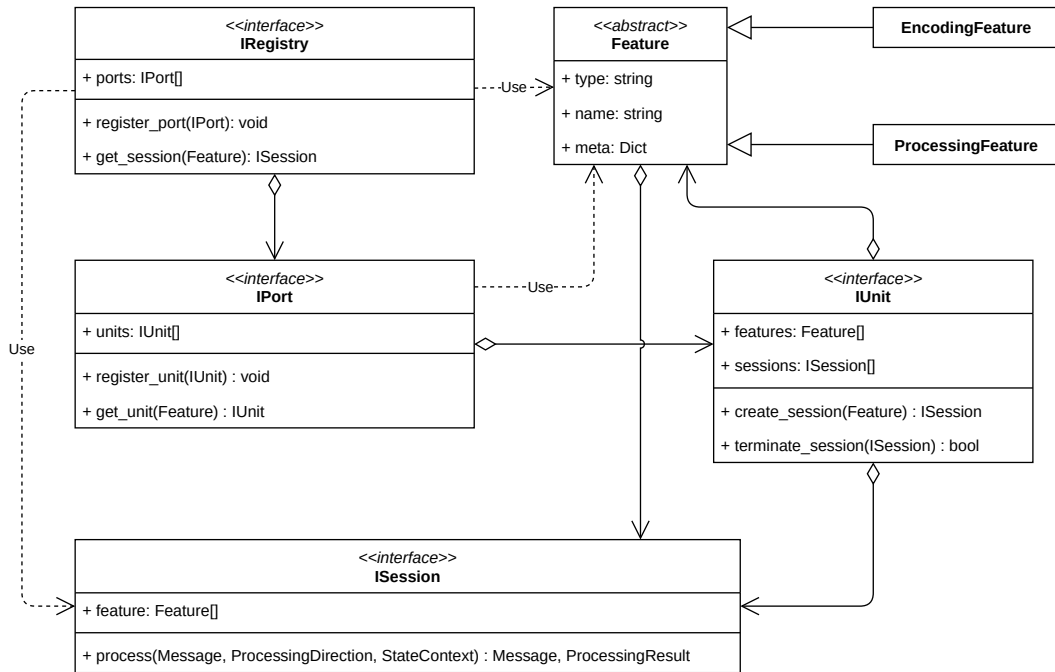 <<interface>>
IRegistry
+ ports: IPort[]
+ register_port(IPort): void
+ get_session(Feature): ISession
Use
<<abstract>>
Feature
+ type: string
+ name: string
+ meta: Dict
EncodingFeature
ProcessingFeature
<<interface>>
IPort
+ units: IUnit[]
+ register_unit(IUnit) : void
+ get_unit(Feature) : IUnit
Use
<<interface>>
IUnit
+ features: Feature[]
+ sessions: ISession[]
+ create_session(Feature) : ISession
+ terminate_session(ISession) : bool
Use
<<interface>>
ISession
+ feature: Feature[]
+ process(Message, ProcessingDirection, StateContext) : Message, ProcessingResult